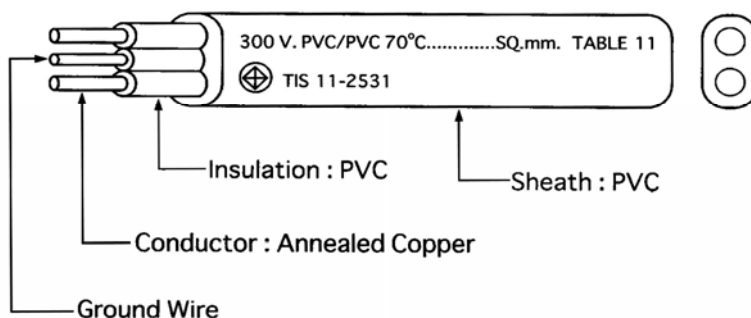 300 V. PVC/PVC 70°C.............SQ.mm. TABLE 11
TIS 11-2531
Insulation : PVC
Sheath : PVC
Conductor : Annealed Copper
Ground Wire